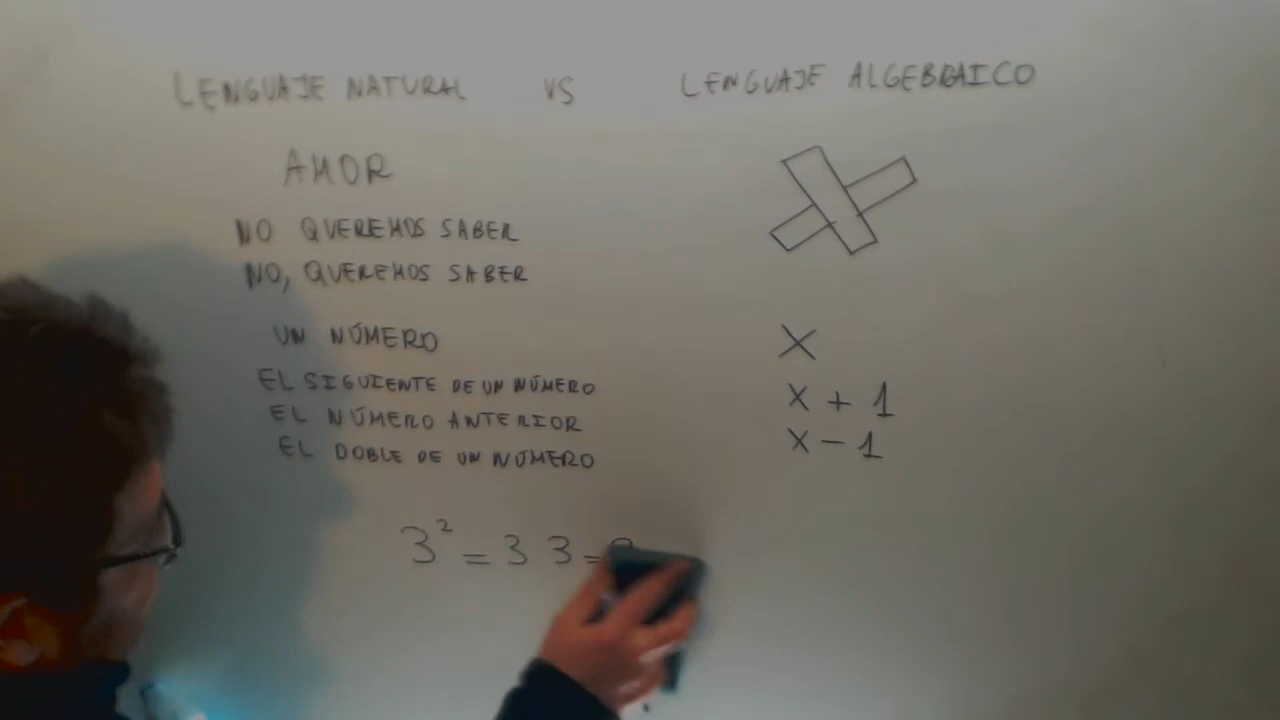 LENGUAJE NATURAL VS LENGUAJE ALGEBRAICO
AMOR
NO QUEREMOS SABER
NO, QUEREMOS SABER
UN NÚMERO X
EL SIGUIENTE DE UN NÚMERO X + 1
EL NÚMERO ANTERIOR X - 1
EL DOBLE DE UN NÚMERO
3² = 3 3 =